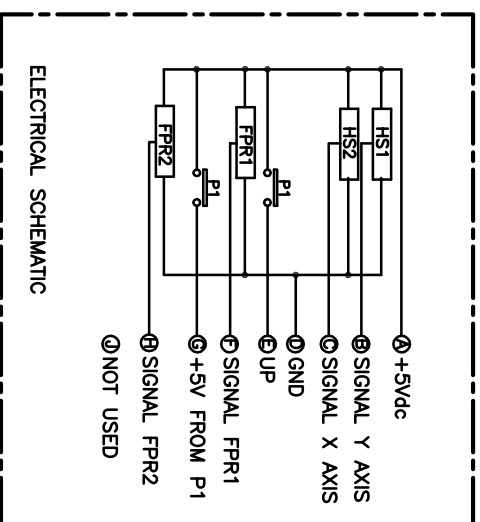 HS1
HS2
P1
FPR1
P1
FPR2
A +5Vdc
B SIGNAL Y AXIS
C SIGNAL X AXIS
D GND
E UP
F SIGNAL FPR1
G +5V FROM P1
H SIGNAL FPR2
J NOT USED
ELECTRICAL SCHEMATIC